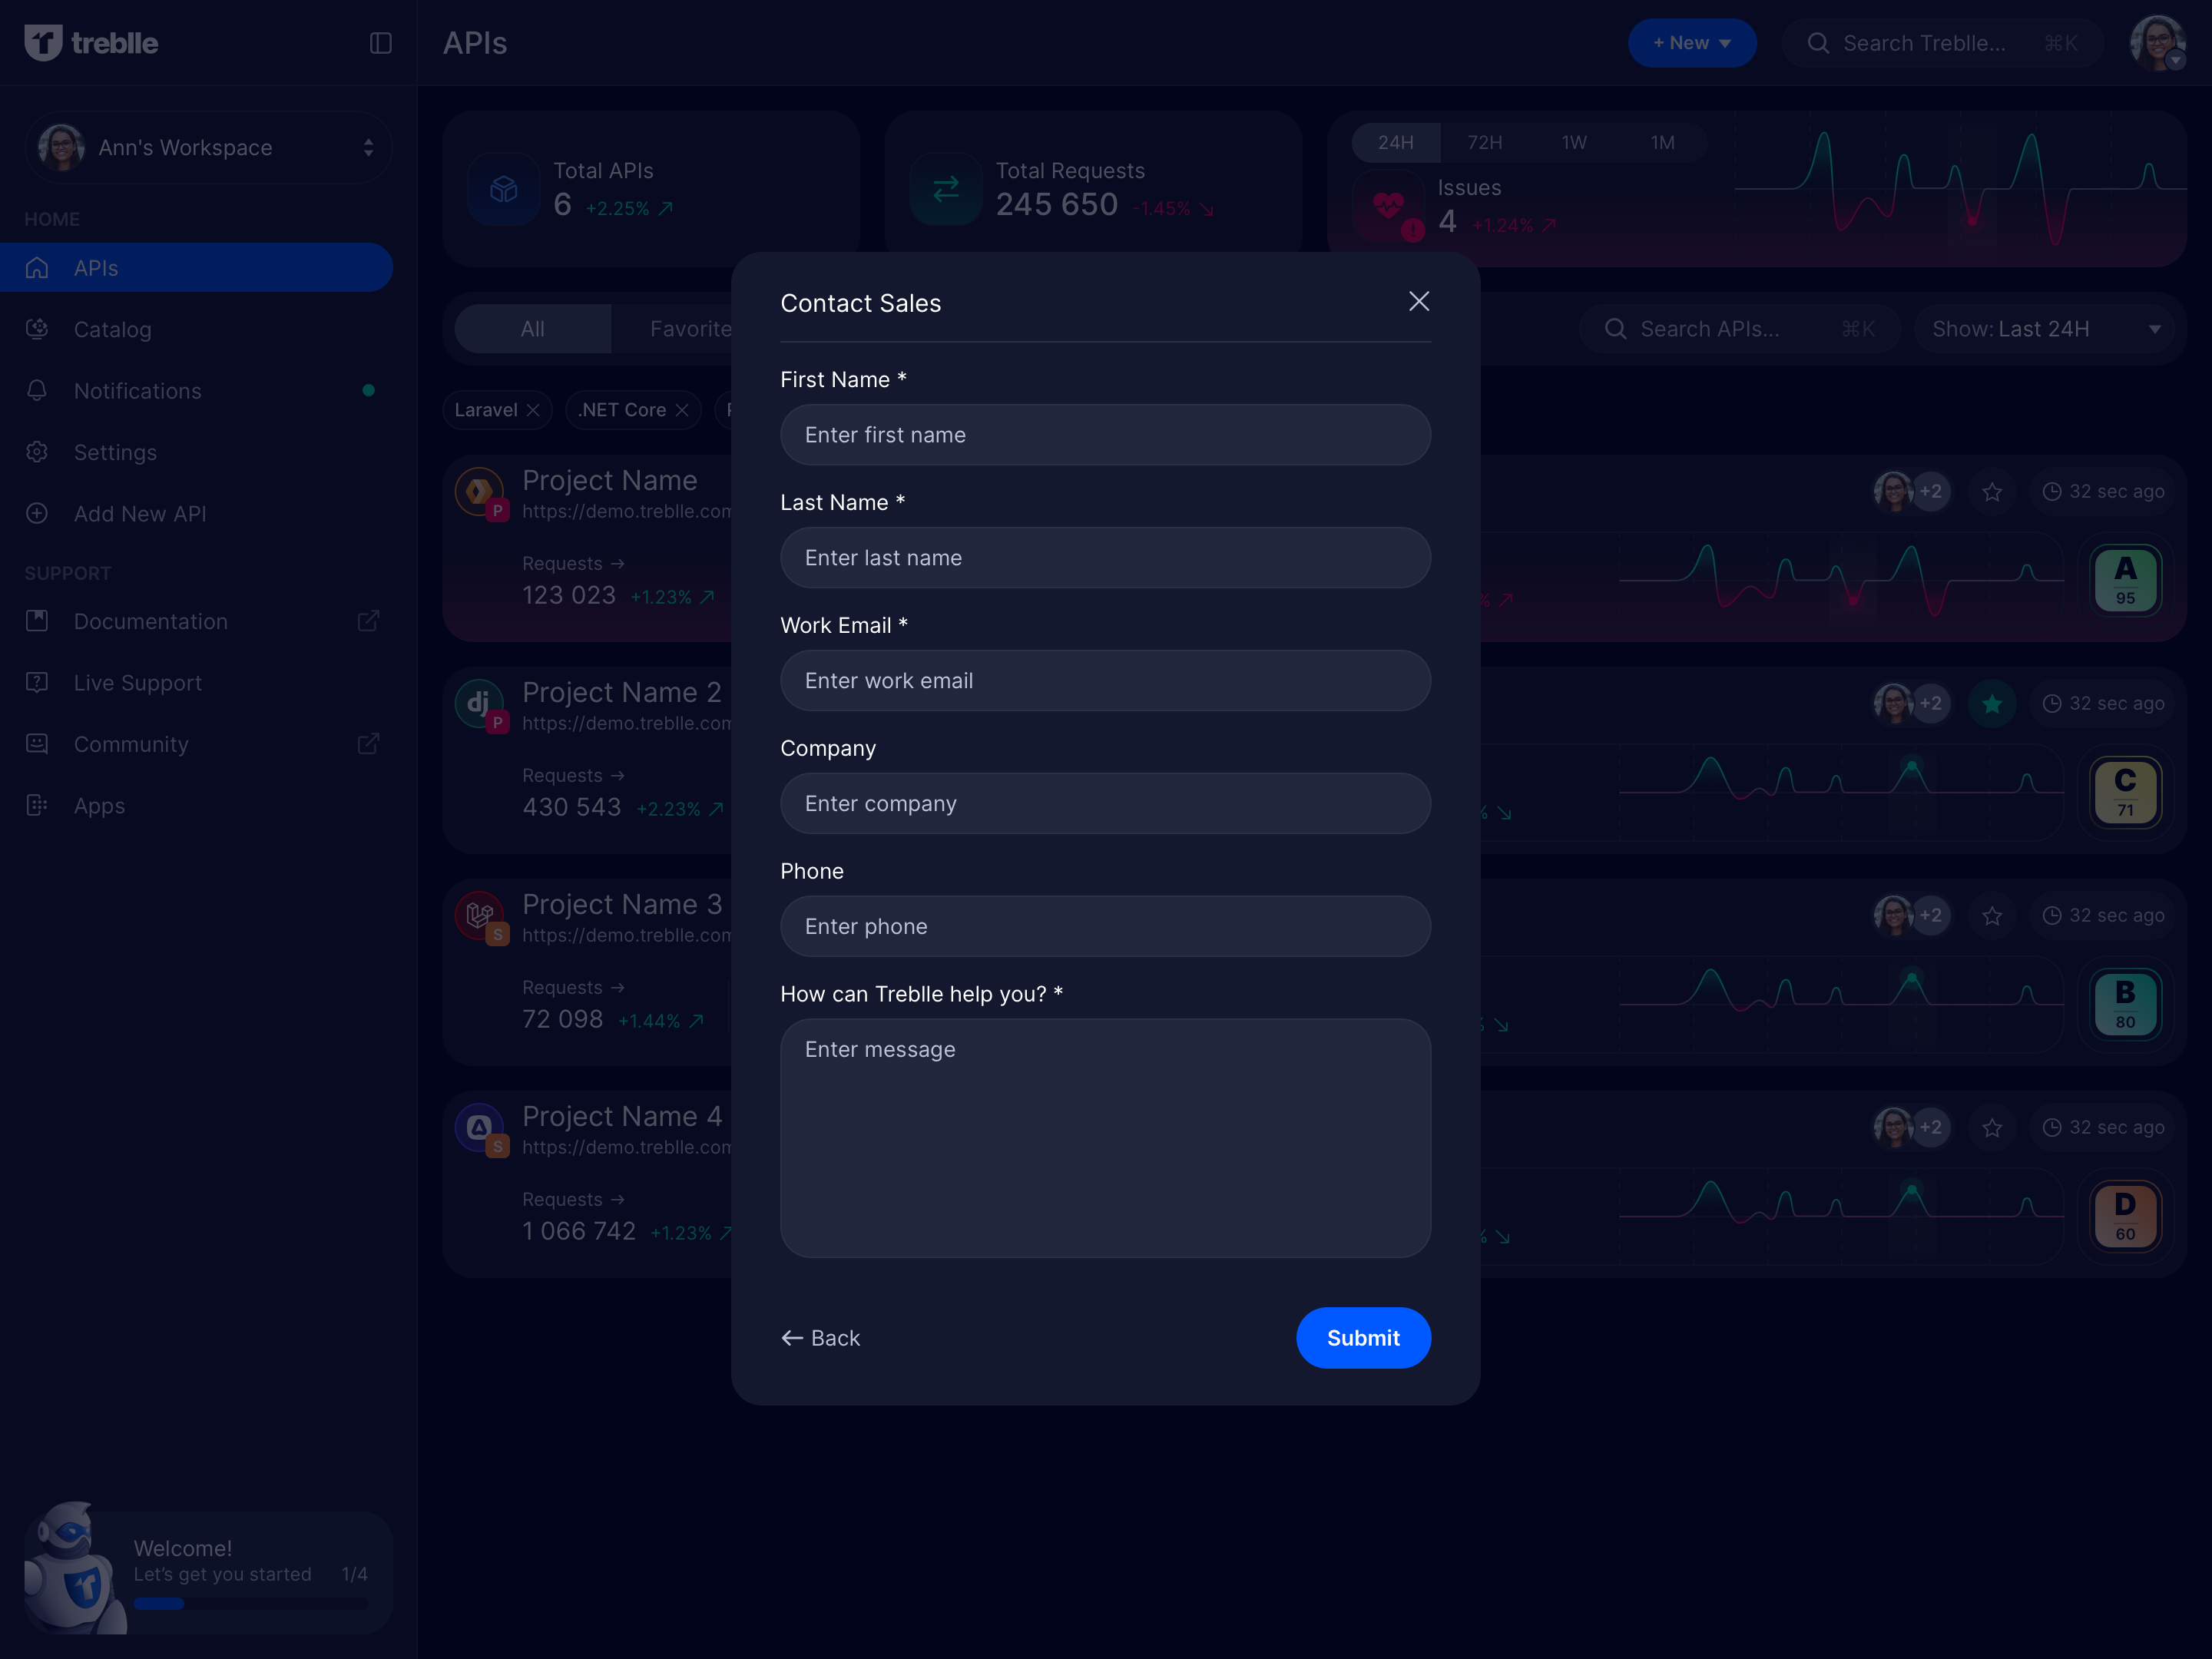 treblle
APIs
+ New
Search Treblle... ⌘K
Ann's Workspace
HOME
APIs
Catalog
Notifications
Settings
Add New API
SUPPORT
Documentation
Live Support
Community
Apps
Welcome!
Let's get you started 1/4
Total APIs
6 +2.25%
Total Requests
245 650 -1.45%
24H 72H 1W 1M
Issues
4 +1.24%
All Favorite
Search APIs... ⌘K
Show: Last 24H
Laravel
.NET Core
Project Name
P
https://demo.treblle.com
Requests →
123 023 +1.23%
%
+2
32 sec ago
A
95
dj
P
Project Name 2
https://demo.treblle.com
Requests →
430 543 +2.23%
%
+2
32 sec ago
C
71
Project Name 3
S
https://demo.treblle.com
Requests →
72 098 +1.44%
+2
32 sec ago
B
80
Project Name 4
S
https://demo.treblle.com
Requests →
1 066 742 +1.23%
+2
32 sec ago
D
60
Contact Sales
First Name *
Enter first name
Last Name *
Enter last name
Work Email *
Enter work email
Company
Enter company
Phone
Enter phone
How can Treblle help you? *
Enter message
← Back
Submit